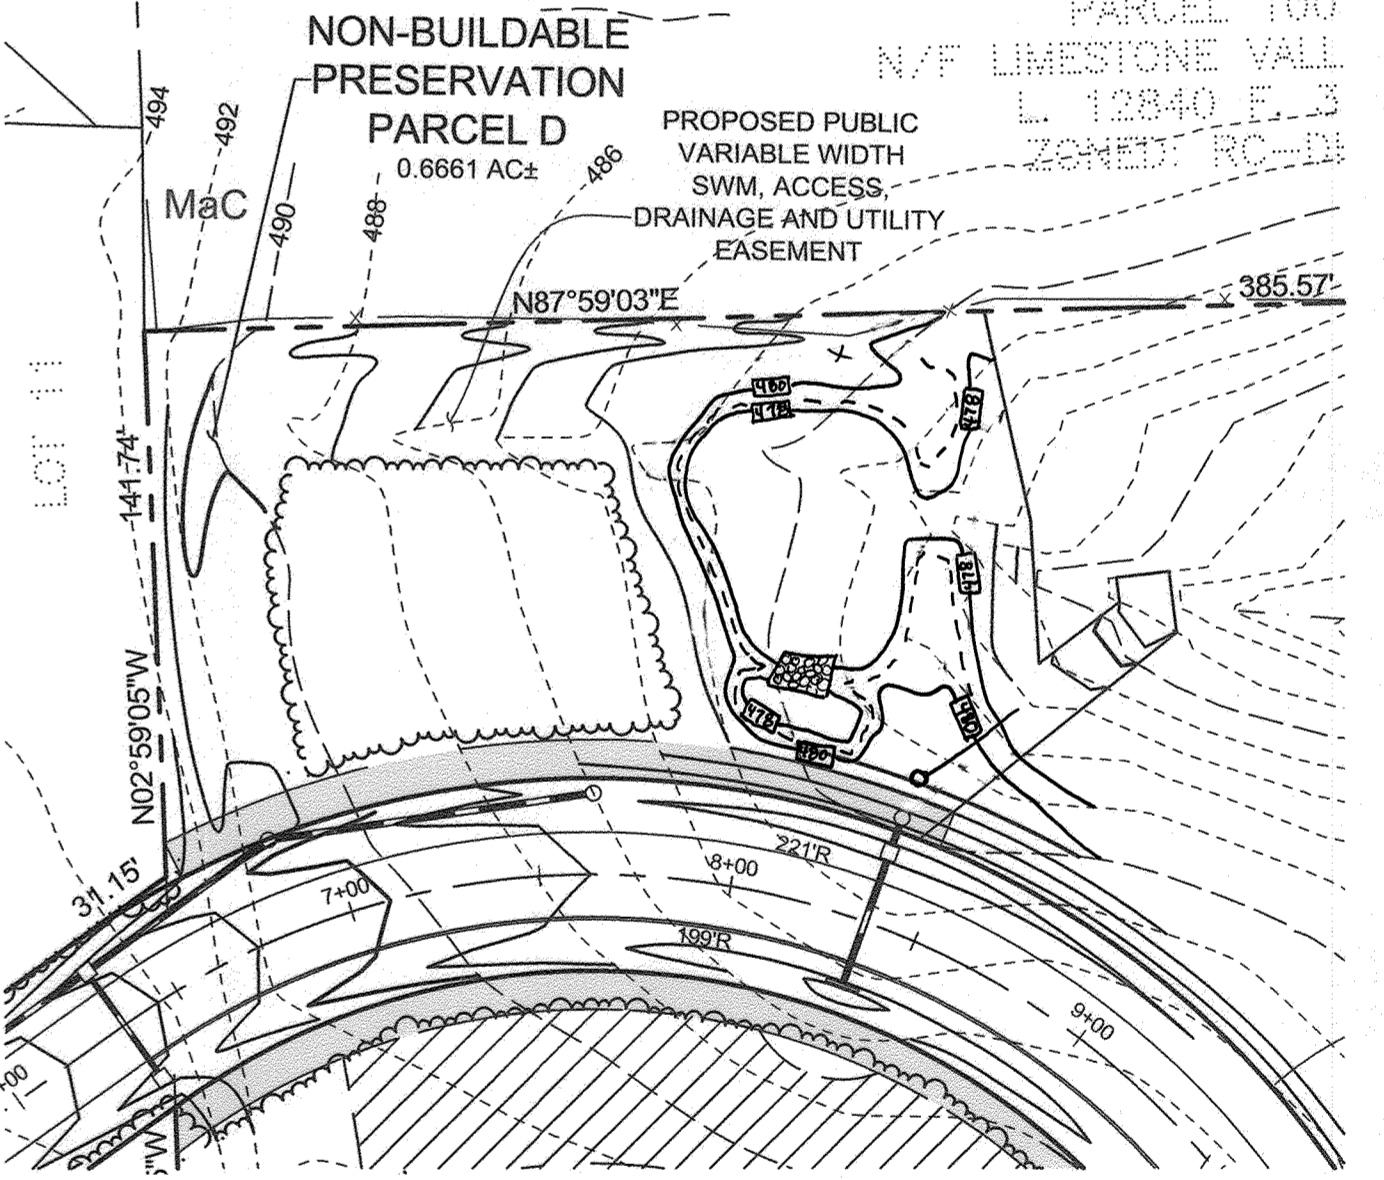 NON-BUILDABLE
PRESERVATION
PARCEL D
0.6661 AC±
PARCEL 100
N/F LIMESTONE VALL
L. 12840 F. 3
ZONED: RC-D
PROPOSED PUBLIC
VARIABLE WIDTH
SWM, ACCESS,
DRAINAGE AND UTILITY
EASEMENT
494
492
490
488
486
MaC
N87°59'03"E
385.57'
LOT 11
141.74'
N02°59'05"W
480
478
478
478
478
480
480
31.15'
7+00
8+00
221'R
199'R
9+00
+00
"W